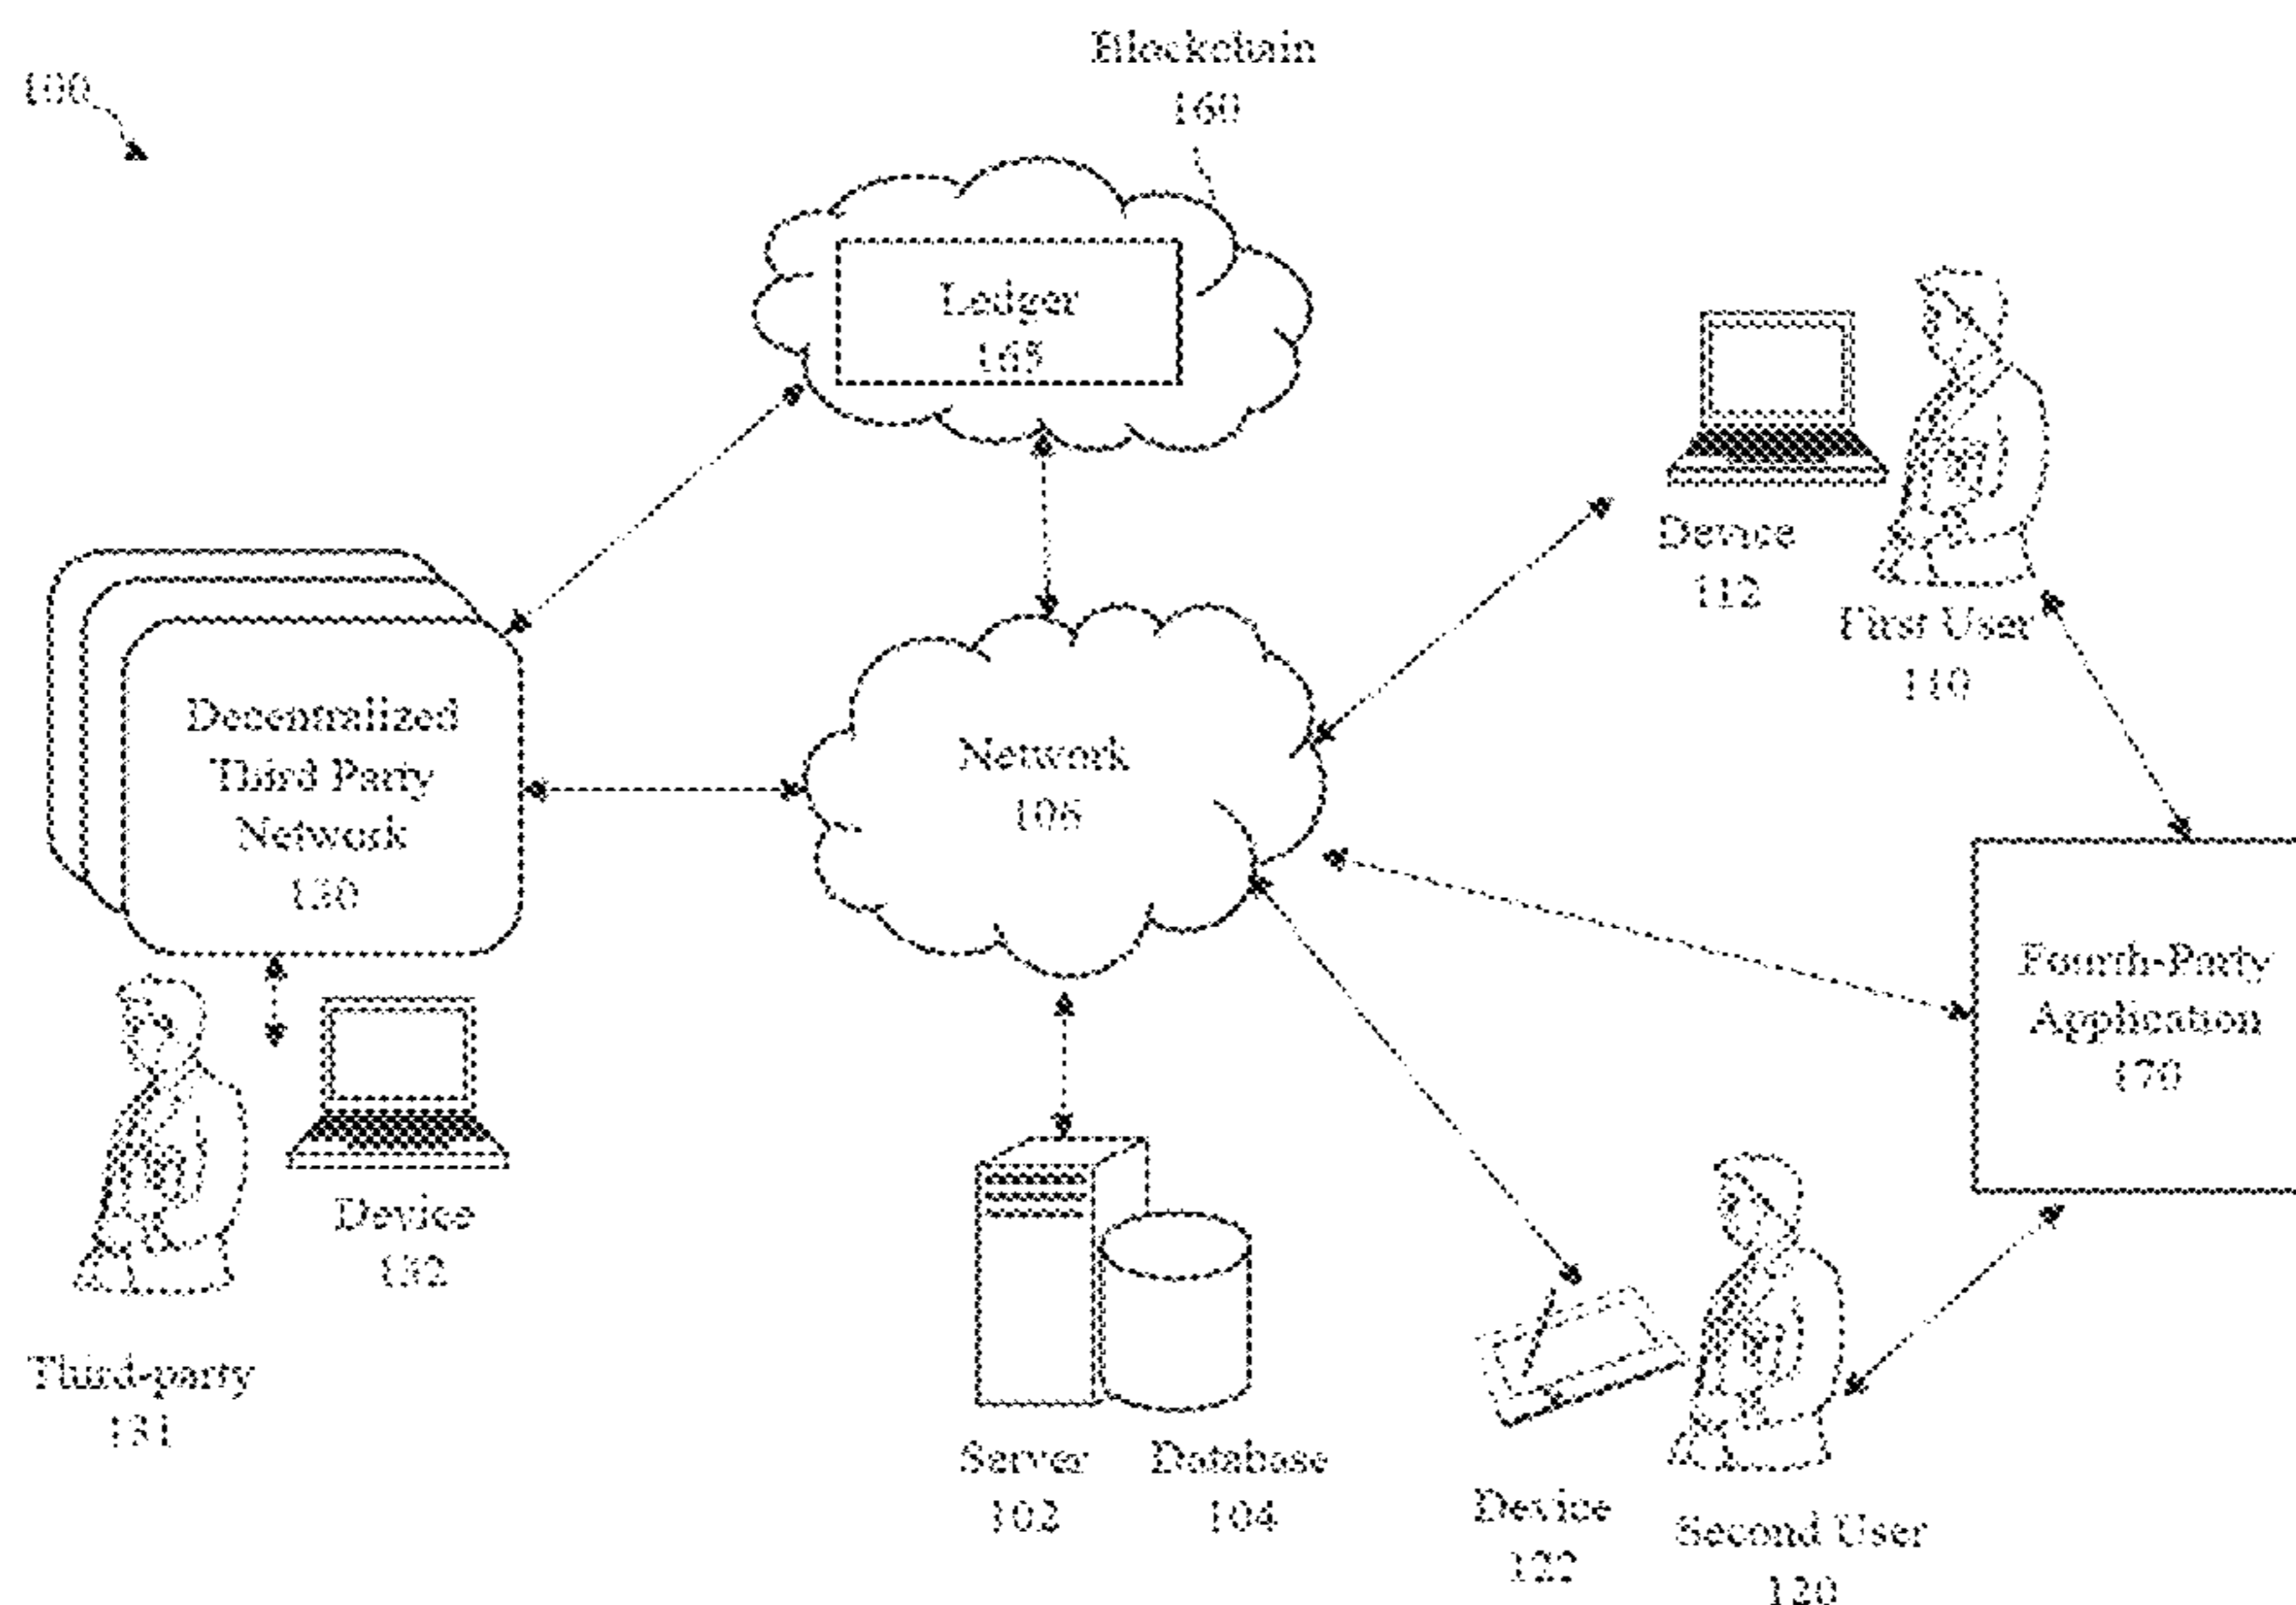 100
Blockchain
160
Ledger
165
Device
112
First User
110
Decentralized
Third Party
Network
130
Network
106
Fourth-Party
Application
170
Device
132
Third-party
131
Server
102
Database
104
Device
122
Second User
120